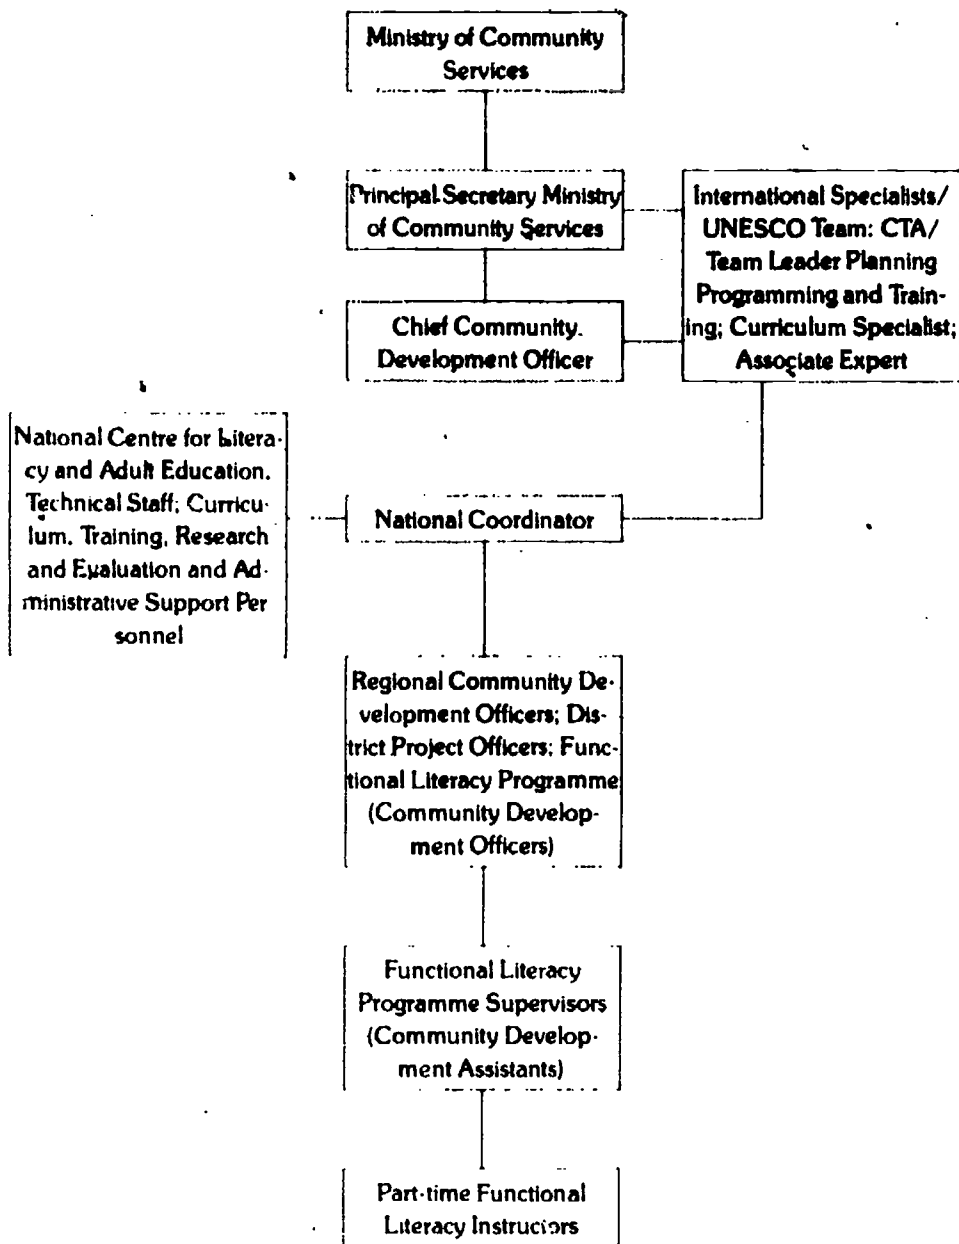 Ministry of Community
Services
Principal Secretary Ministry
of Community Services
International Specialists/
UNESCO Team: CTA/
Team Leader Planning
Programming and Train-
ing; Curriculum Specialist;
Associate Expert
Chief Community
Development Officer
National Centre for Litera-
cy and Adult Education.
Technical Staff; Curricu-
lum, Training, Research
and Evaluation and Ad-
ministrative Support Per
sonnel
National Coordinator
Regional Community De-
velopment Officers; Dis-
trict Project Officers; Func-
tional Literacy Programme
(Community Develop-
ment Officers)
Functional Literacy
Programme Supervisors
(Community Develop-
ment Assistants)
Part-time Functional
Literacy Instructors